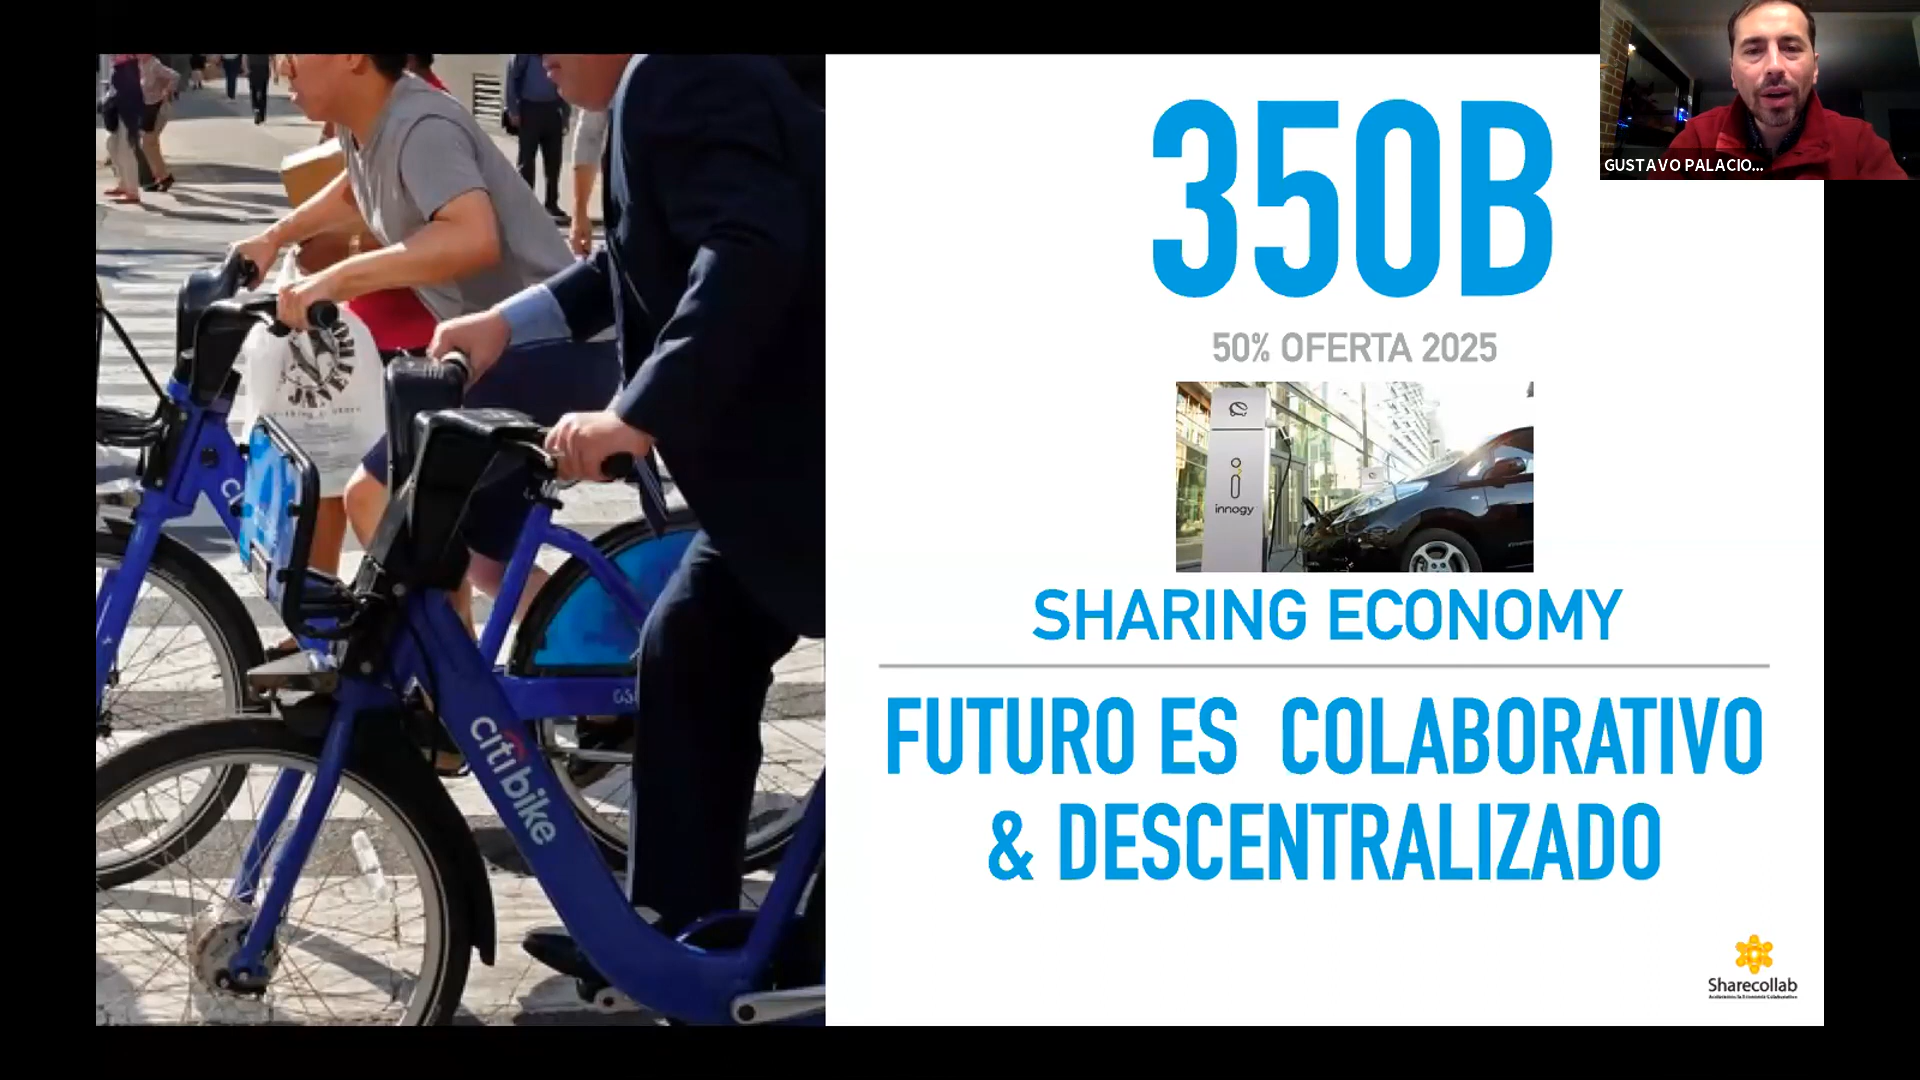 350B
50% OFERTA 2025
innogy
SHARING ECONOMY
FUTURO ES COLABORATIVO
& DESCENTRALIZADO
Sharecollab
GUSTAVO PALACIO...
citibike